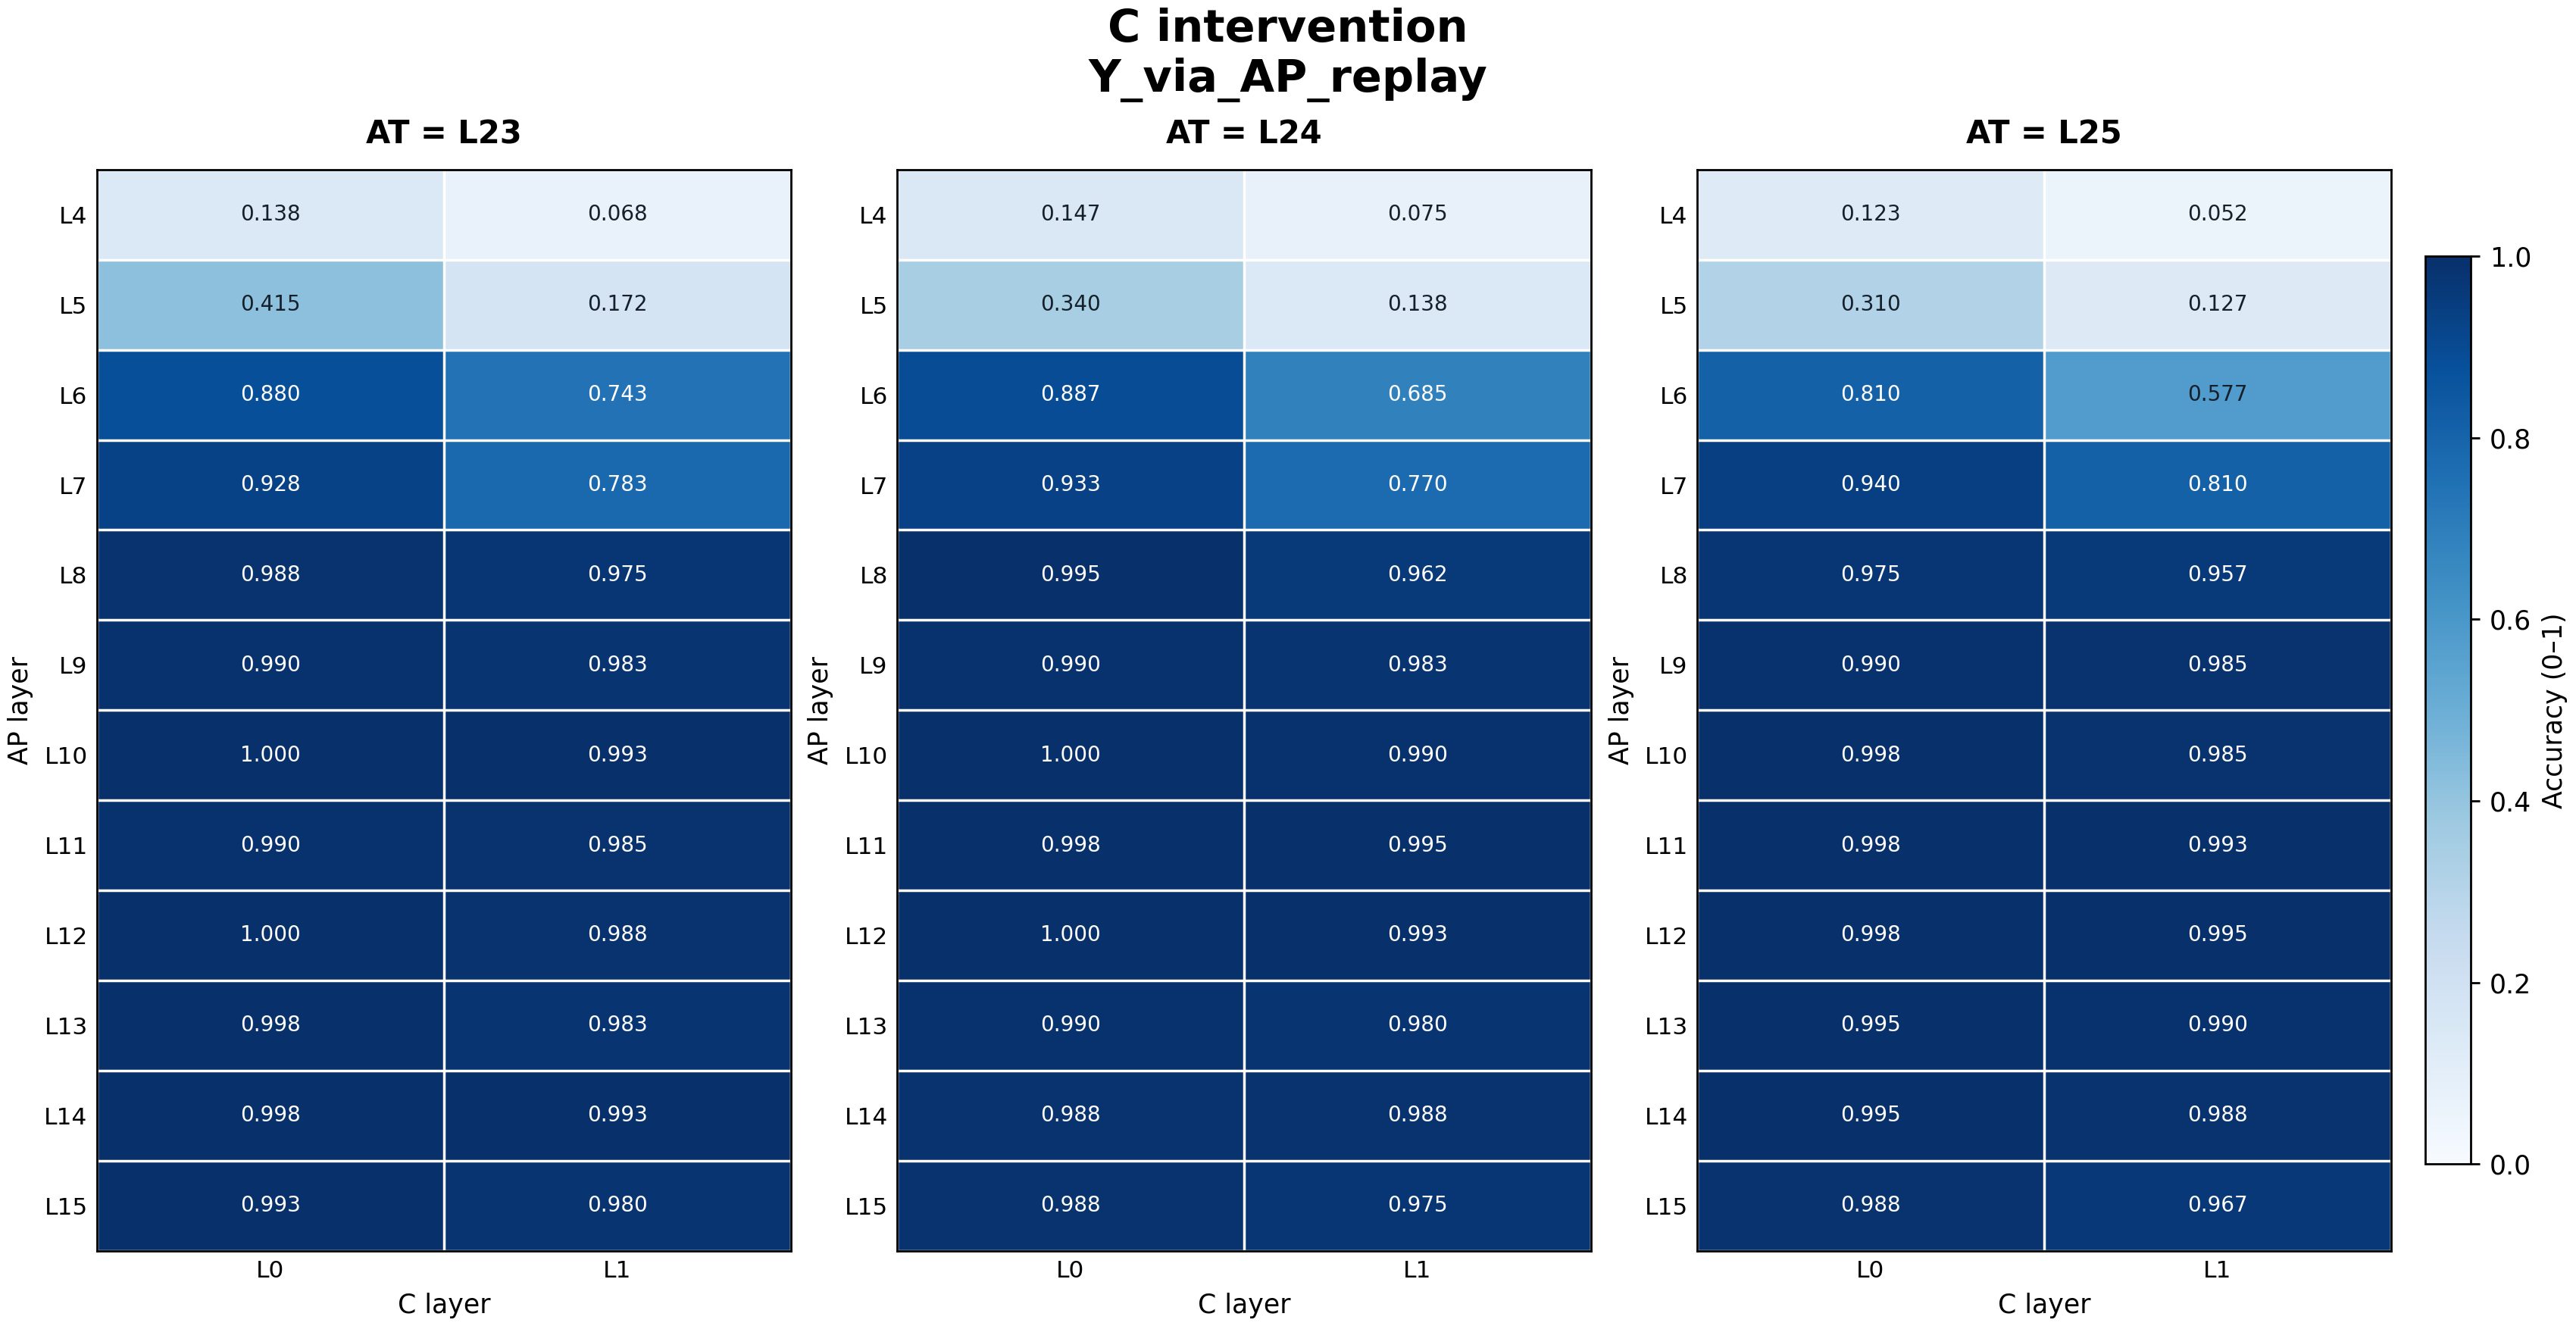 C intervention
Y_via_AP_replay
AT = L23
AT = L24
AT = L25
AP layer
L4 0.138 0.068
L5 0.415 0.172
L6 0.880 0.743
L7 0.928 0.783
L8 0.988 0.975
L9 0.990 0.983
L10 1.000 0.993
L11 0.990 0.985
L12 1.000 0.988
L13 0.998 0.983
L14 0.998 0.993
L15 0.993 0.980
L0 L1
C layer
AP layer
L4 0.147 0.075
L5 0.340 0.138
L6 0.887 0.685
L7 0.933 0.770
L8 0.995 0.962
L9 0.990 0.983
L10 1.000 0.990
L11 0.998 0.995
L12 1.000 0.993
L13 0.990 0.980
L14 0.988 0.988
L15 0.988 0.975
L0 L1
C layer
AP layer
L4 0.123 0.052
L5 0.310 0.127
L6 0.810 0.577
L7 0.940 0.810
L8 0.975 0.957
L9 0.990 0.985
L10 0.998 0.985
L11 0.998 0.993
L12 0.998 0.995
L13 0.995 0.990
L14 0.995 0.988
L15 0.988 0.967
L0 L1
C layer
1.0
0.8
0.6
0.4
0.2
0.0
Accuracy (0–1)